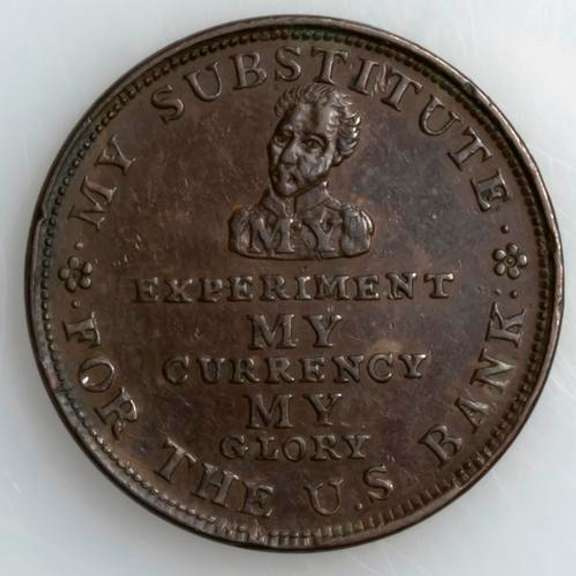 MY SUBSTITUTE
FOR THE U.S. BANK
MY
EXPERIMENT
MY
CURRENCY
MY
GLORY